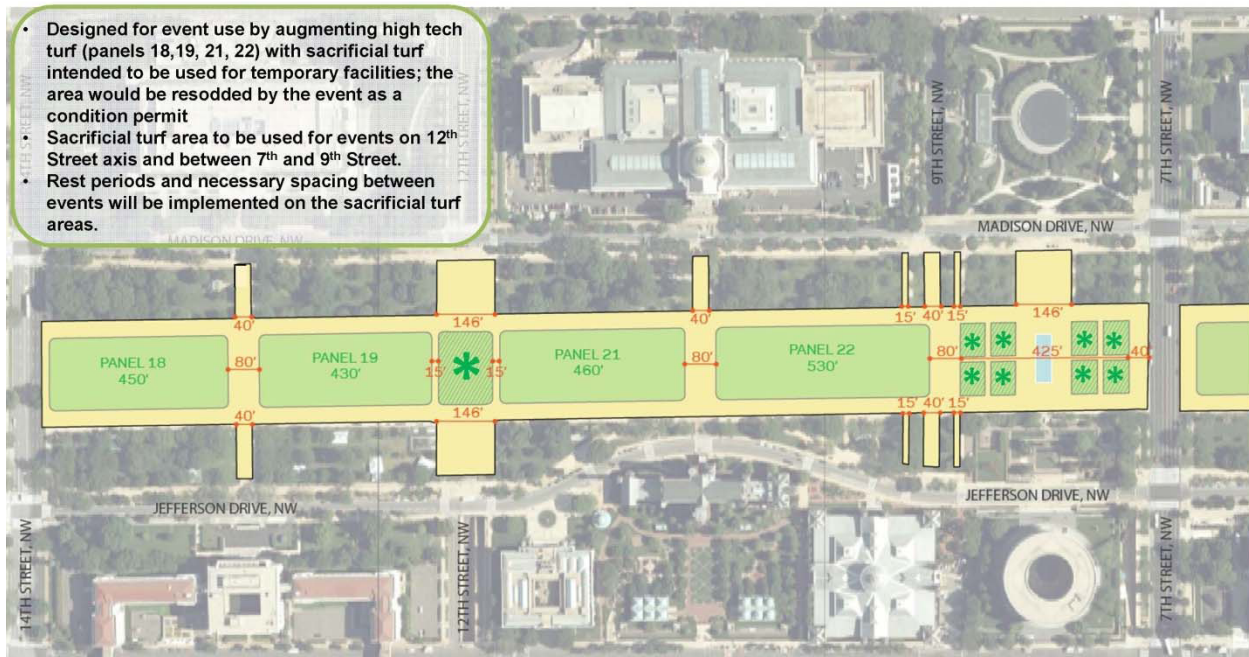 • Designed for event use by augmenting high tech
turf (panels 18,19, 21, 22) with sacrificial turf
intended to be used for temporary facilities; the
area would be resodded by the event as a
condition permit
• Sacrificial turf area to be used for events on 12th
Street axis and between 7th and 9th Street.
• Rest periods and necessary spacing between
events will be implemented on the sacrificial turf
areas.
14TH STREET, NW
12TH STREET, NW
9TH STREET, NW
7TH STREET, NW
MADISON DRIVE, NW
MADISON DRIVE, NW
40'
146'
40'
15'
40'
15'
146'
PANEL 18
450'
80'
PANEL 19
430'
15'
*
15'
PANEL 21
460'
80'
PANEL 22
530'
80'
* *
* *
425'
* *
* *
40'
40'
146'
15'
40'
15'
JEFFERSON DRIVE, NW
JEFFERSON DRIVE, NW
14TH STREET, NW
12TH STREET, NW
7TH STREET, NW